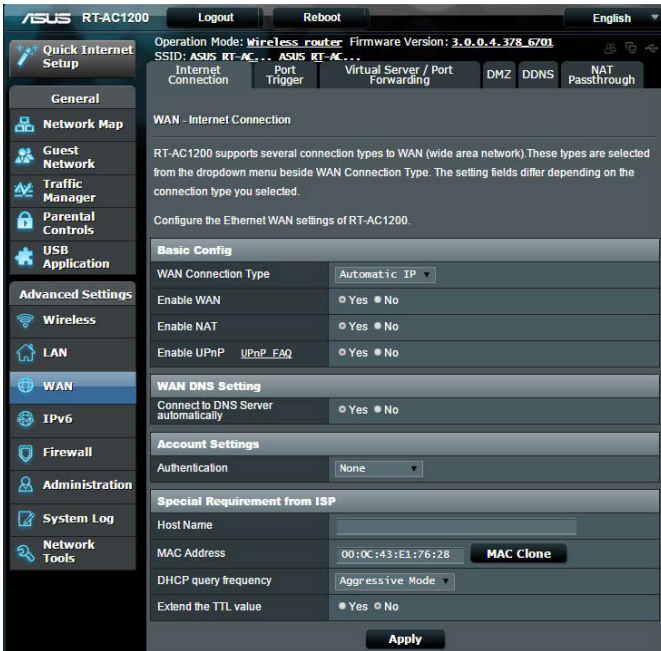 ASUS RT-AC1200 Logout Reboot English
Quick Internet Setup
General
Network Map
Guest Network
Traffic Manager
Parental Controls
USB Application
Advanced Settings
Wireless
LAN
WAN
IPv6
Firewall
Administration
System Log
Network Tools
Operation Mode: Wireless router Firmware Version: 3.0.0.4.378_6701
SSID: ASUS RT-AC... ASUS RT-AC...
Internet Connection Port Trigger Virtual Server / Port Forwarding DMZ DDNS NAT Passthrough
WAN - Internet Connection
RT-AC1200 supports several connection types to WAN (wide area network).These types are selected
from the dropdown menu beside WAN Connection Type. The setting fields differ depending on the
connection type you selected.
Configure the Ethernet WAN settings of RT-AC1200.
Basic Config
WAN Connection Type Automatic IP
Enable WAN Yes No
Enable NAT Yes No
Enable UPnP UPnP FAQ Yes No
WAN DNS Setting
Connect to DNS Server automatically Yes No
Account Settings
Authentication None
Special Requirement from ISP
Host Name
MAC Address 00:0C:43:E1:76:28 MAC Clone
DHCP query frequency Aggressive Mode
Extend the TTL value Yes No
Apply